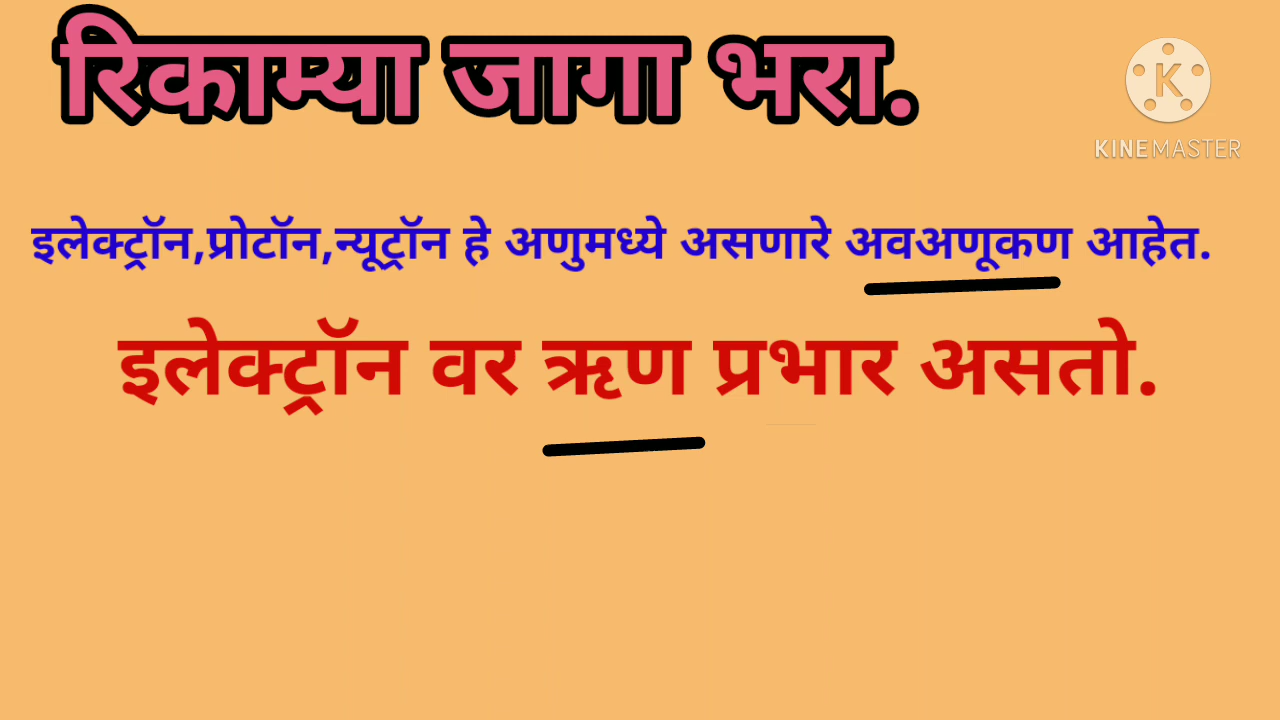 रिकाम्या जागा भरा.
K
KINEMASTER
इलेक्ट्रॉन,प्रोटॉन,न्यूट्रॉन हे अणुमध्ये असणारे अवअणूकण आहेत.
इलेक्ट्रॉन वर ऋण प्रभार असतो.